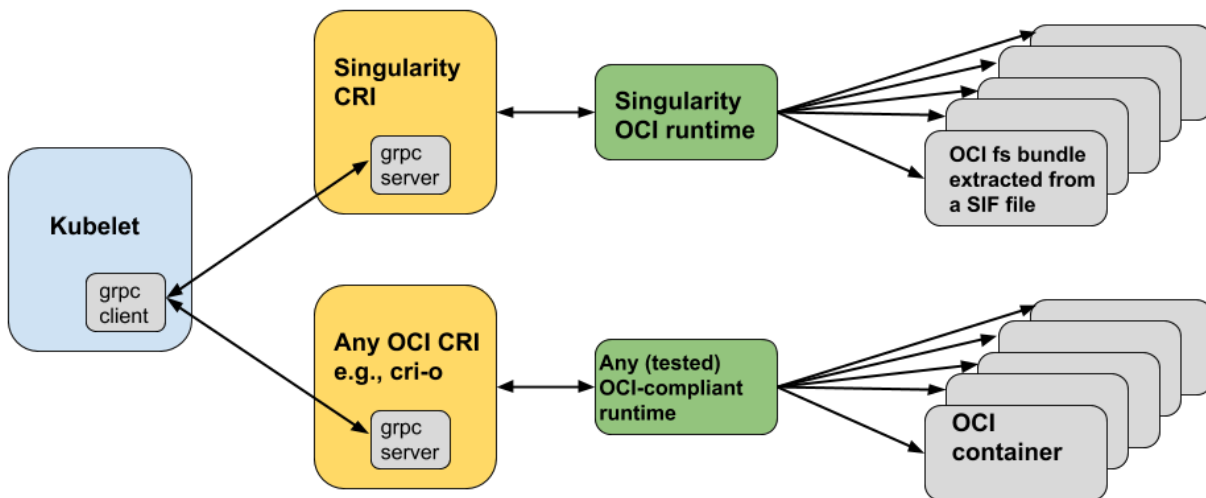 Singularity
CRI
grpc
server
Singularity
OCI runtime
OCI fs bundle
extracted from
a SIF file
Kubelet
grpc
client
Any OCI CRI
e.g., cri-o
grpc
server
Any (tested)
OCI-compliant
runtime
OCI
container